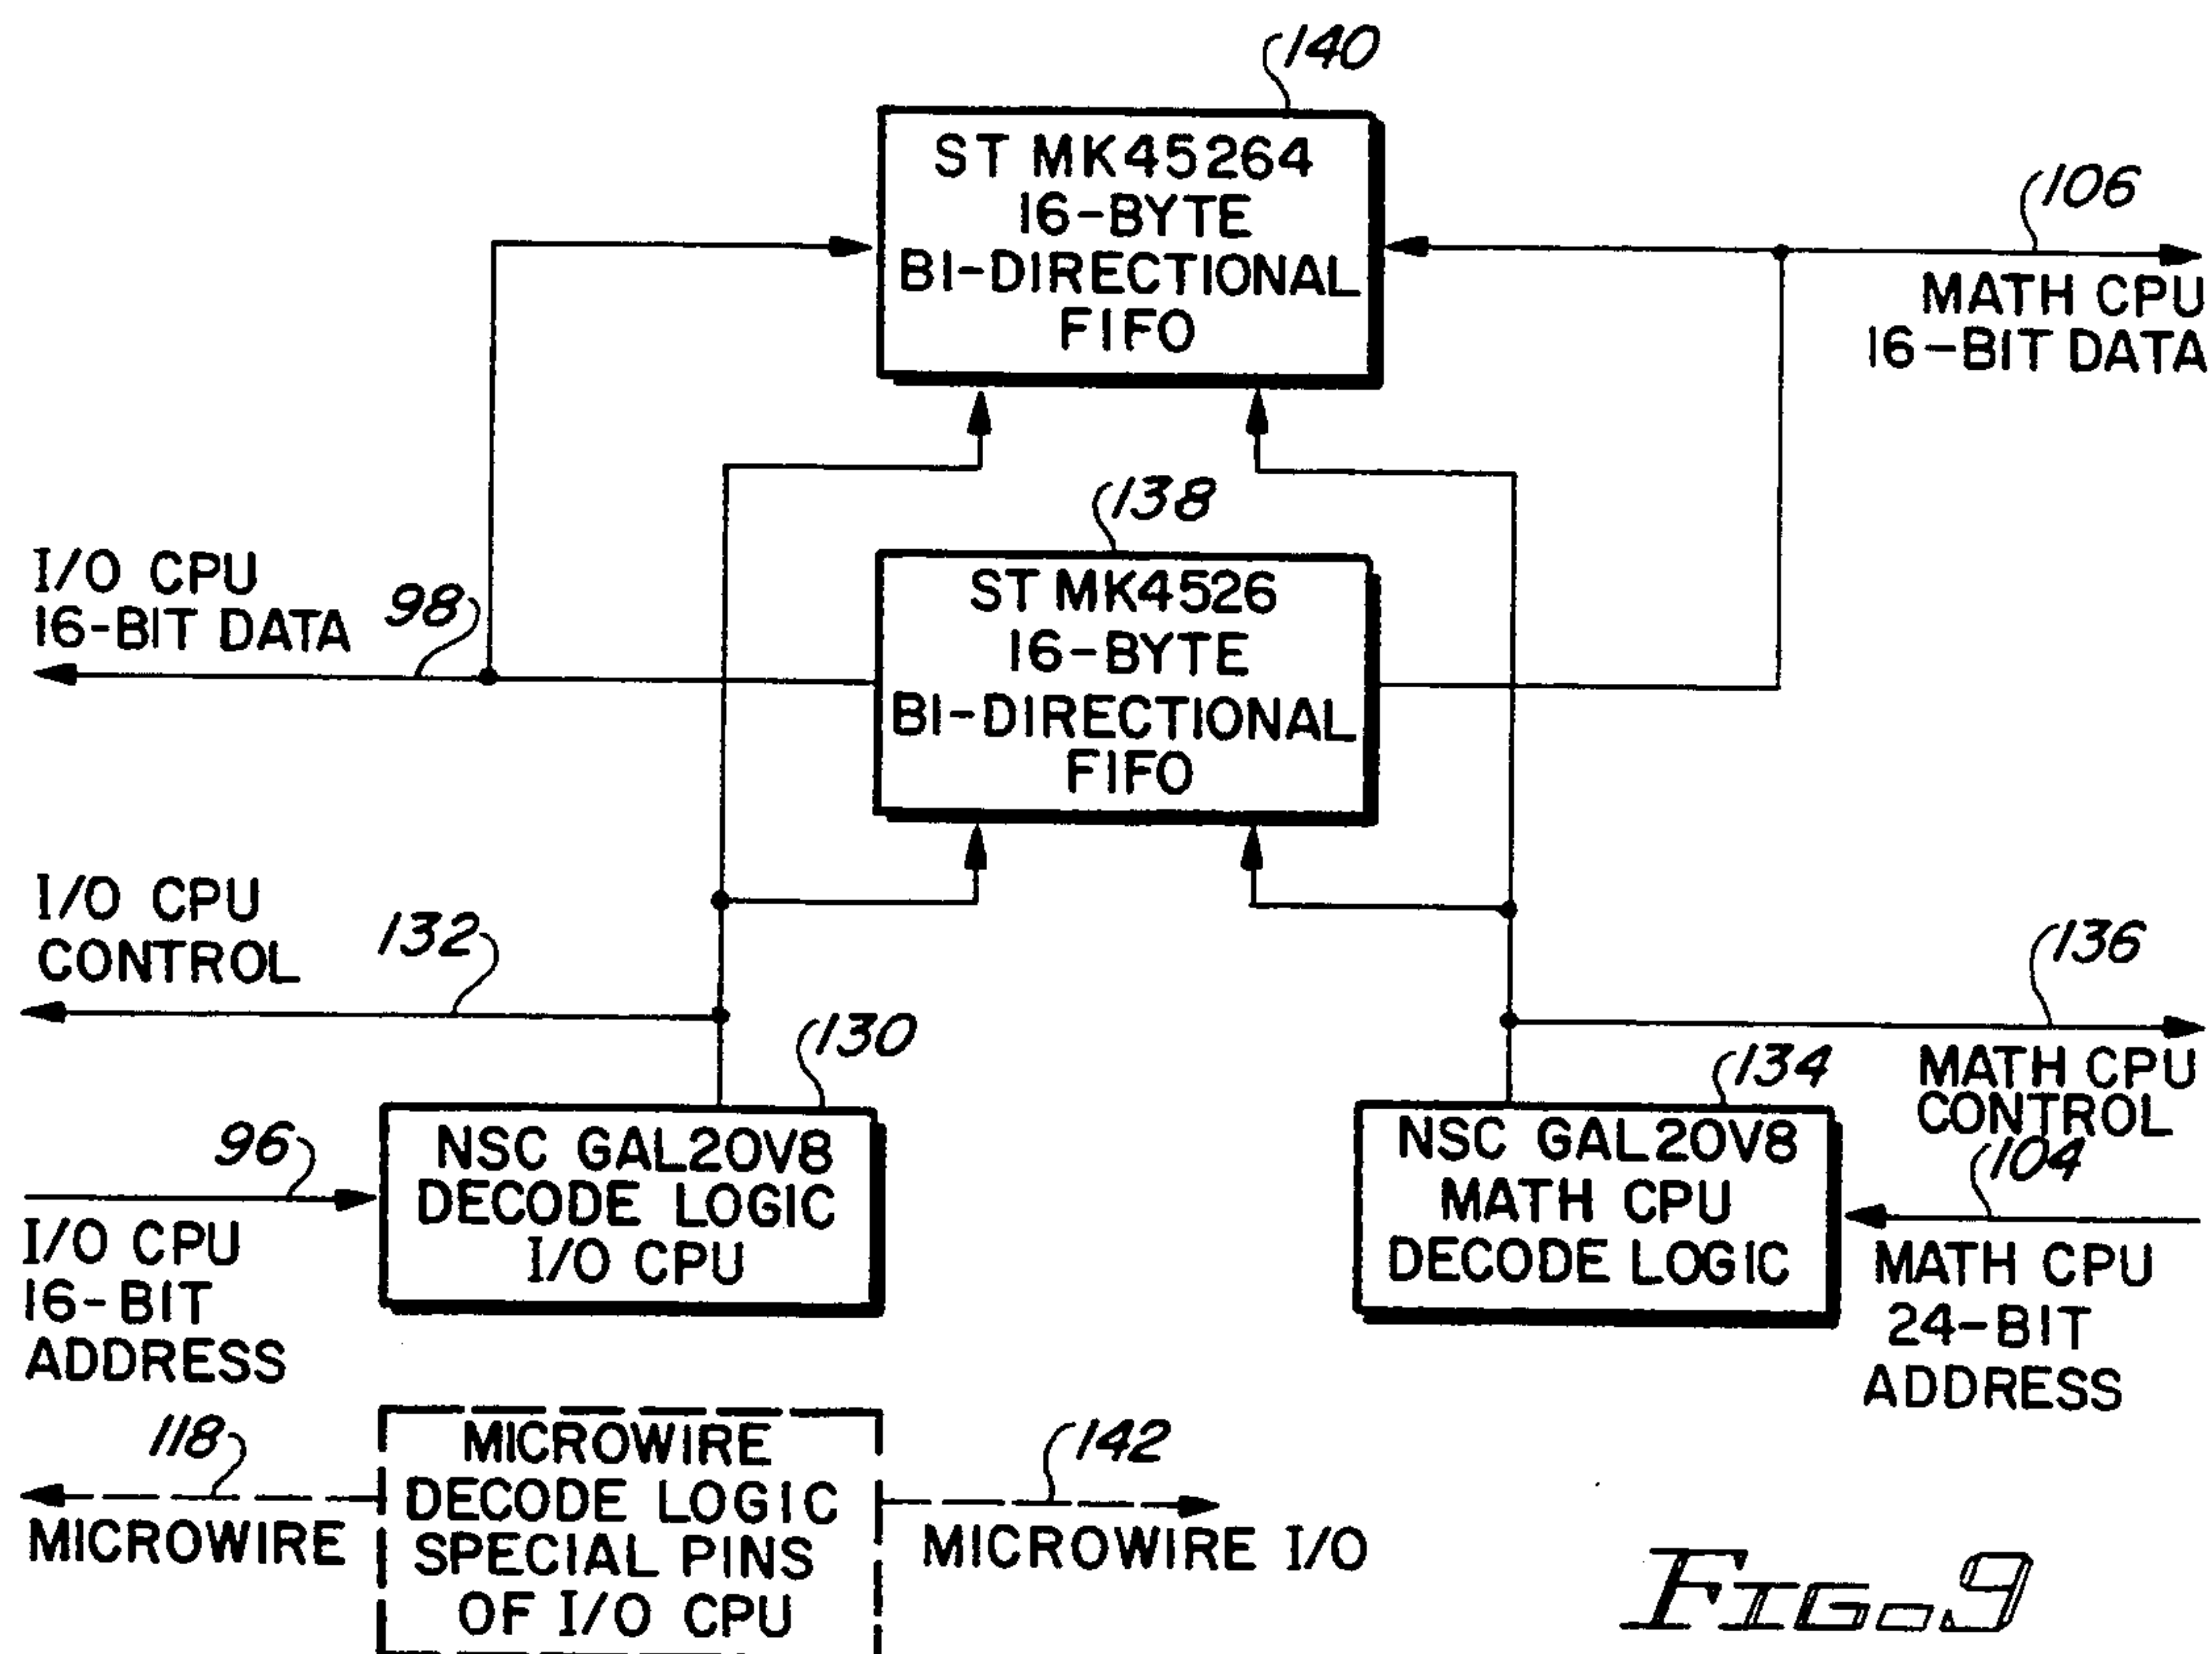 140
ST MK45264
16-BYTE
BI-DIRECTIONAL
FIFO
106
MATH CPU
16-BIT DATA
138
ST MK4526
16-BYTE
BI-DIRECTIONAL
FIFO
I/O CPU
16-BIT DATA
98
I/O CPU
CONTROL
132
136
MATH CPU
CONTROL
130
NSC GAL20V8
DECODE LOGIC
I/O CPU
134
NSC GAL20V8
MATH CPU
DECODE LOGIC
96
I/O CPU
16-BIT
ADDRESS
104
MATH CPU
24-BIT
ADDRESS
118
MICROWIRE
MICROWIRE
DECODE LOGIC
SPECIAL PINS
OF I/O CPU
142
MICROWIRE I/O
FIG. 9